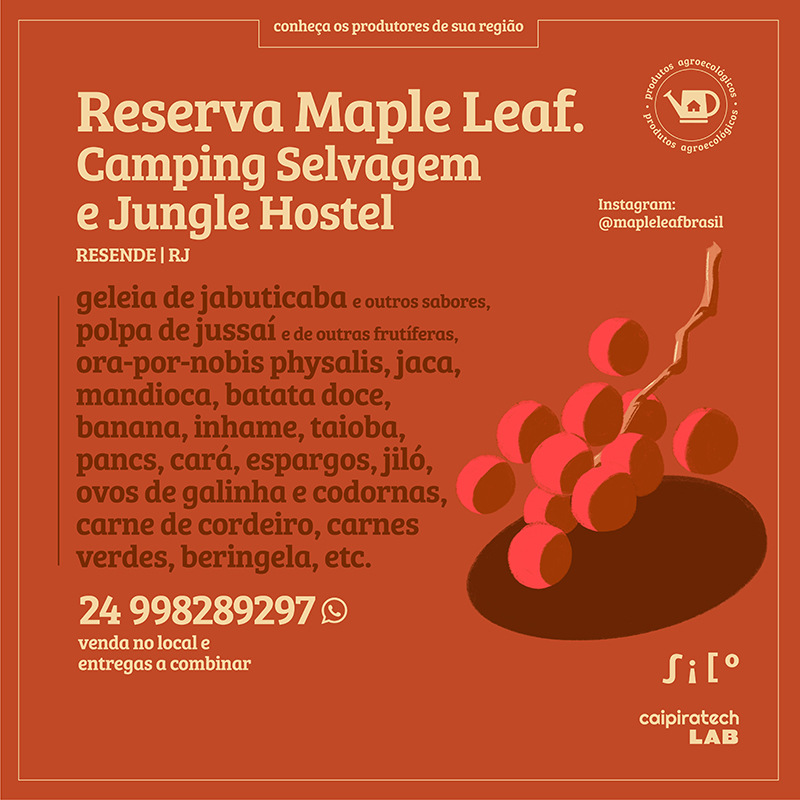 conheça os produtores de sua região
produtos agroecológicos
produtos agroecológicos
Reserva Maple Leaf.
Camping Selvagem
e Jungle Hostel
RESENDE | RJ
Instagram:
@mapleleafbrasil
geleia de jabuticaba e outros sabores,
polpa de jussaí e de outras frutíferas,
ora-por-nobis physalis, jaca,
mandioca, batata doce,
banana, inhame, taioba,
pancs, cará, espargos, jiló,
ovos de galinha e codornas,
carne de cordeiro, carnes
verdes, beringela, etc.
24 998289297
venda no local e
entregas a combinar
caipiratech
LAB